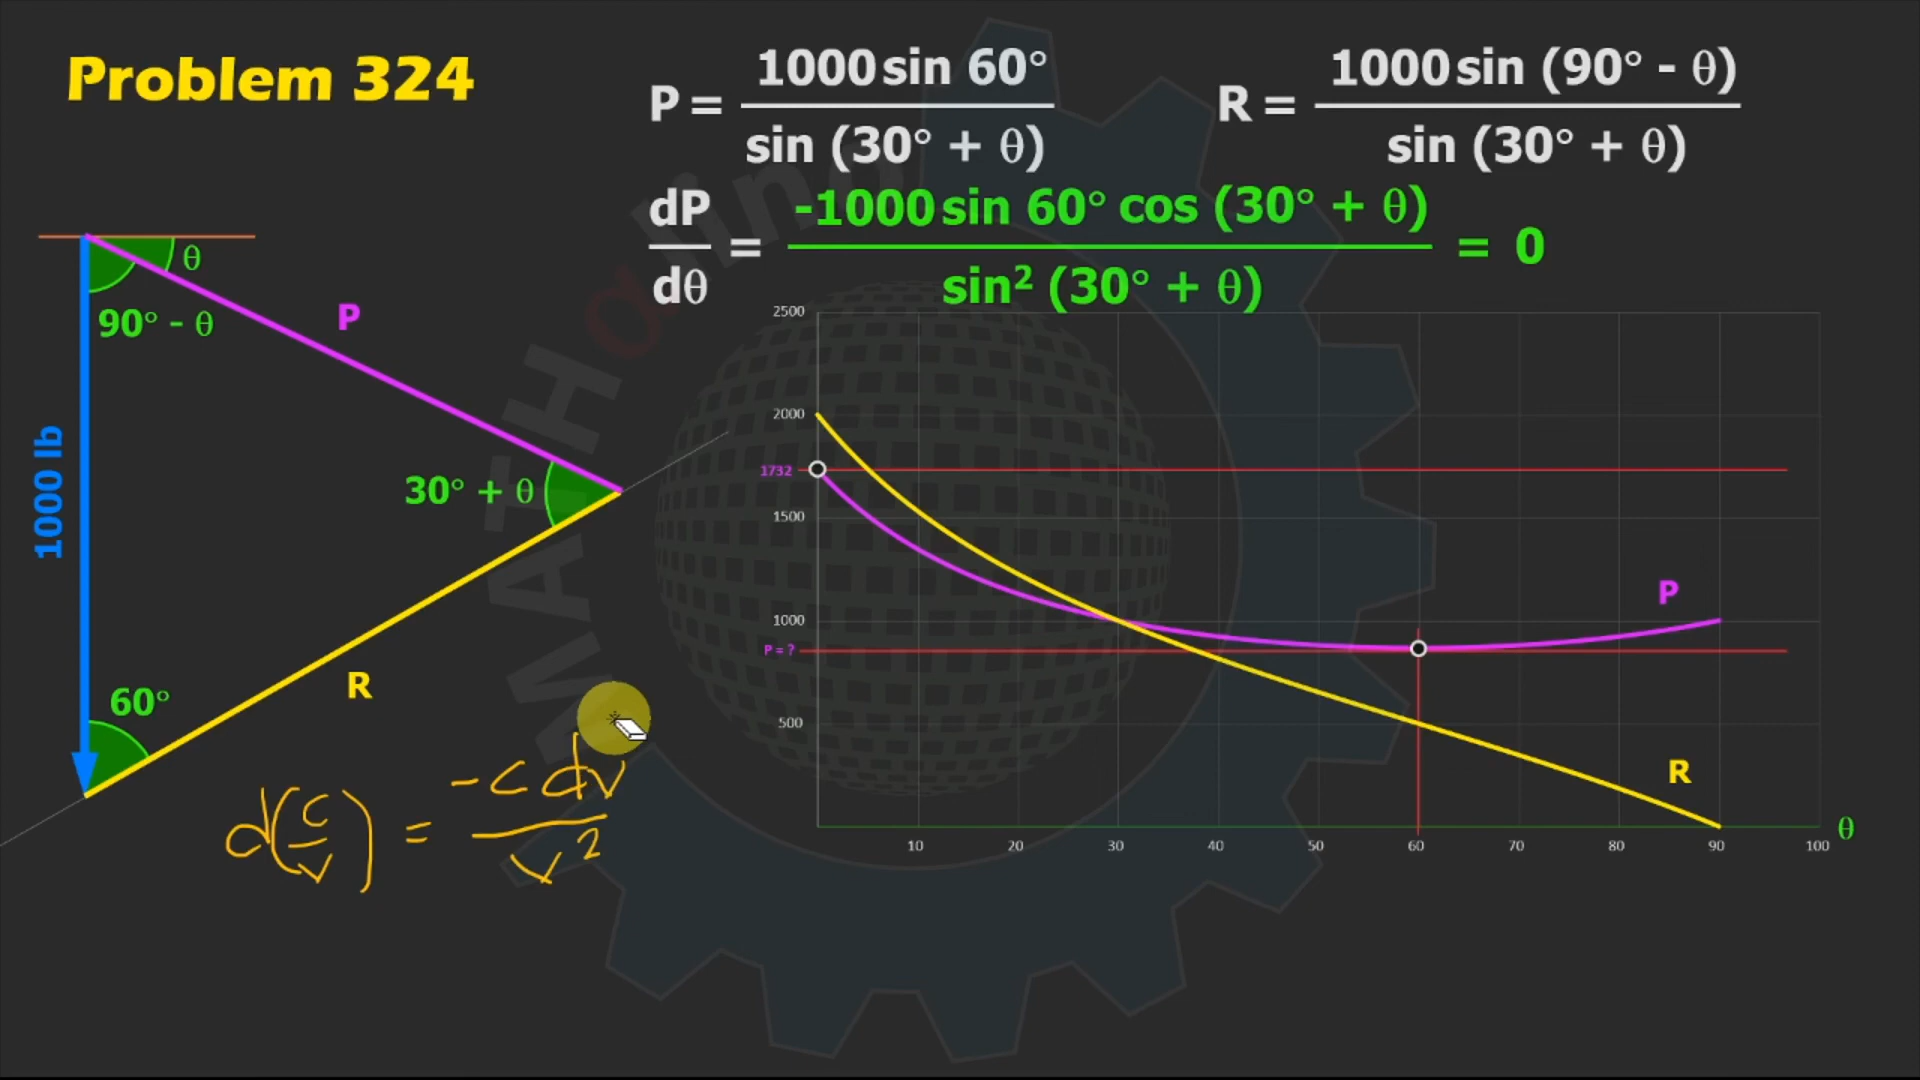 Problem 324
P = 1000 sin 60° / sin (30° + θ)
R = 1000 sin (90° - θ) / sin (30° + θ)
dP/dθ = -1000 sin 60° cos (30° + θ) / sin² (30° + θ) = 0
θ
90° - θ
P
1000 lb
30° + θ
R
60°
d(c/v) = -c dv / v²
MATHalino
2500
2000
1732
1500
1000
P = ?
500
P
R
10 20 30 40 50 60 70 80 90 100
θ